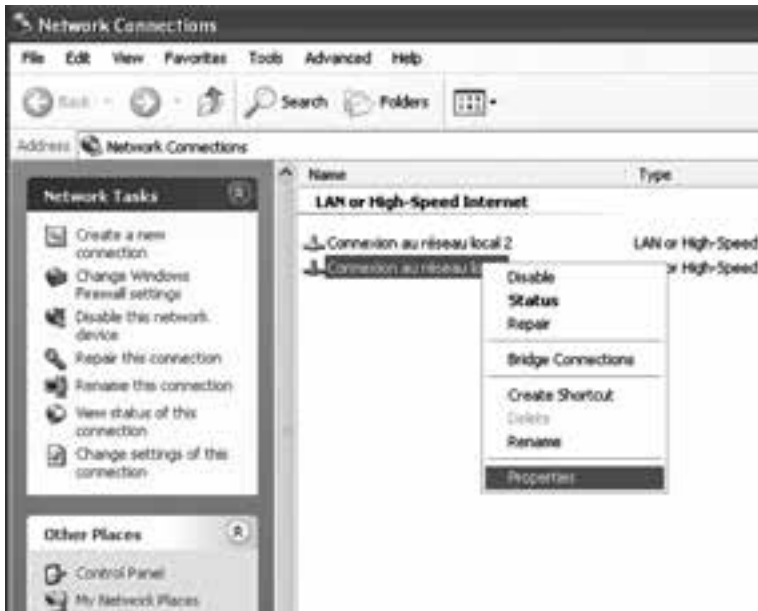 Network Connections
File Edit View Favorites Tools Advanced Help
Back Search Folders
Address Network Connections
Network Tasks
Create a new
connection
Change Windows
Firewall settings
Disable this network
device
Repair this connection
Rename this connection
View status of this
connection
Change settings of this
connection
Other Places
Control Panel
My Network Places
Name Type
LAN or High-Speed Internet
Connexion au réseau local 2 LAN or High-Speed
Connexion au réseau or High-Speed
Disable
Status
Repair
Bridge Connections
Create Shortcut
Delete
Rename
Properties